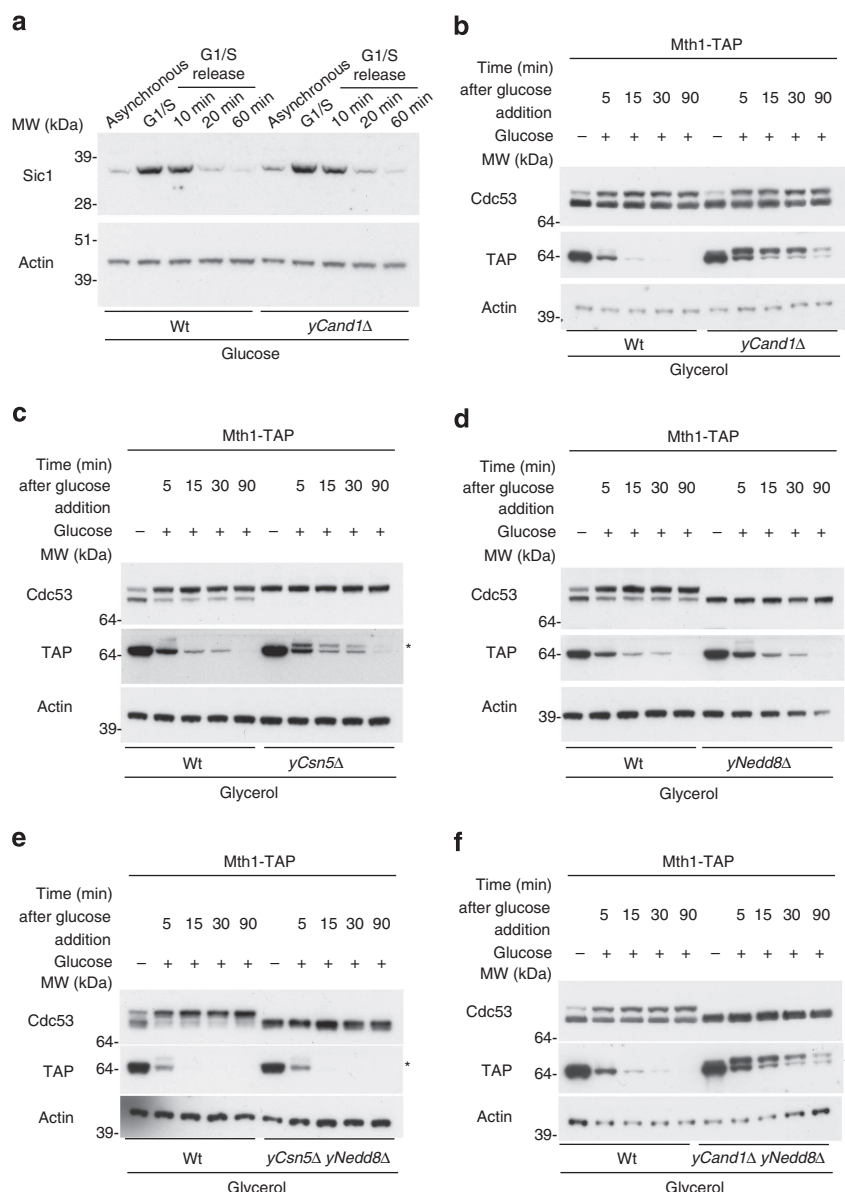 a
G1/S
release
Asynchronous G1/S 10 min 20 min 60 min Asynchronous G1/S 10 min 20 min 60 min
G1/S
release
MW (kDa)
39-
Sic1
28-
51-
Actin
39-
Wt yCand1Δ
Glucose
b
Mth1-TAP
Time (min)
after glucose
addition
5 15 30 90 5 15 30 90
Glucose – + + + + – + + + +
MW (kDa)
Cdc53
64-
TAP 64-
Actin
39-
Wt yCand1Δ
Glycerol
c
Mth1-TAP
Time (min)
after glucose
addition
5 15 30 90 5 15 30 90
Glucose – + + + + – + + + +
MW (kDa)
Cdc53
64-
TAP 64- *
Actin
39-
Wt yCsn5Δ
Glycerol
d
Mth1-TAP
Time (min)
after glucose
addition
5 15 30 90 5 15 30 90
Glucose – + + + + – + + + +
MW (kDa)
Cdc53
64-
TAP 64-
Actin
39-
Wt yNedd8Δ
Glycerol
e
Mth1-TAP
Time (min)
after glucose
addition
5 15 30 90 5 15 30 90
Glucose – + + + + – + + + +
MW (kDa)
Cdc53
64-
TAP 64- *
Actin
39-
Wt yCsn5Δ yNedd8Δ
Glycerol
f
Mth1-TAP
Time (min)
after glucose
addition
5 15 30 90 5 15 30 90
Glucose – + + + + – + + + +
MW (kDa)
Cdc53
64-
TAP 64-
Actin
39-
Wt yCand1Δ yNedd8Δ
Glycerol